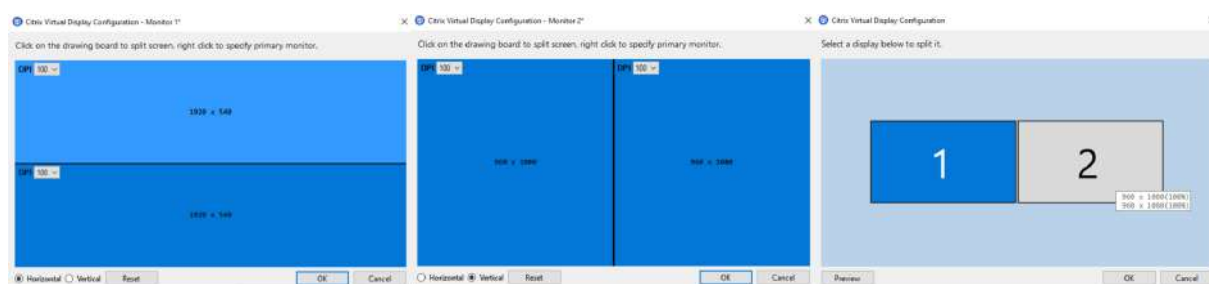 Citrix Virtual Display Configuration - Monitor 1*
Click on the drawing board to split screen, right click to specify primary monitor.
DPI 100
1920 x 540
DPI 100
1920 x 540
Horizontal Vertical Reset OK Cancel
Citrix Virtual Display Configuration - Monitor 2*
Click on the drawing board to split screen, right click to specify primary monitor.
DPI 100 DPI 100
960 x 1080 960 x 1080
Horizontal Vertical Reset OK Cancel
Citrix Virtual Display Configuration
Select a display below to split it.
1 2
960 x 1080(100%)
960 x 1080(100%)
Preview OK Cancel